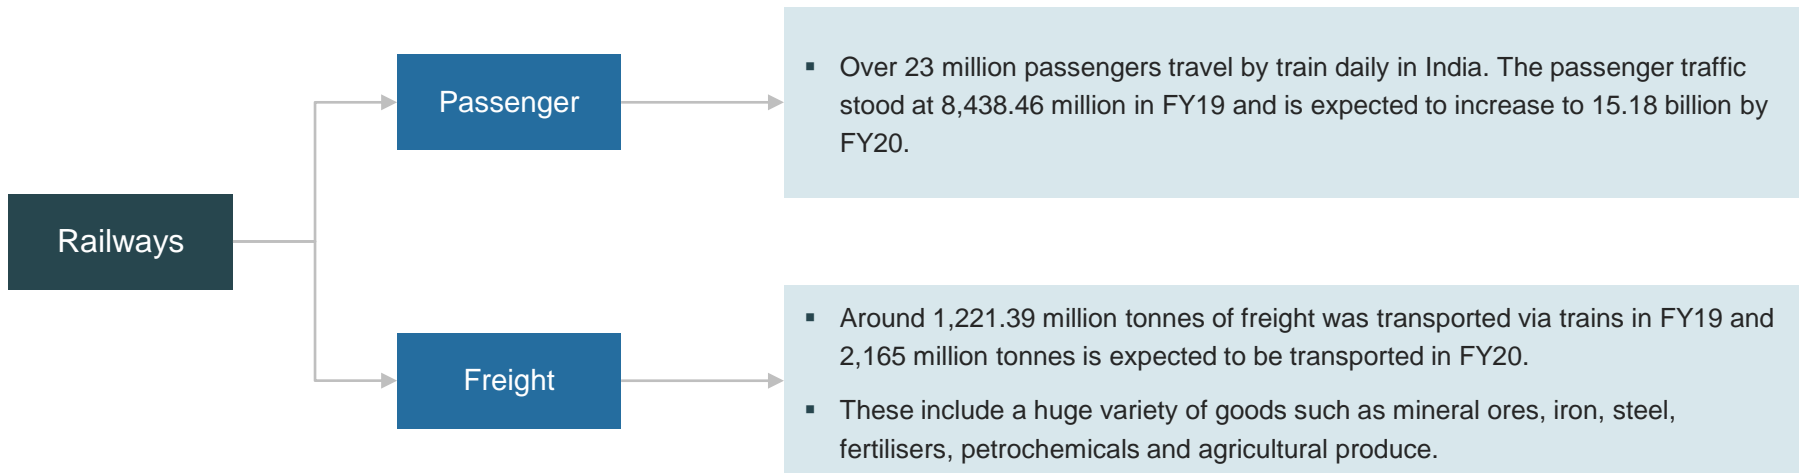 Railways
Passenger
▪ Over 23 million passengers travel by train daily in India. The passenger traffic
stood at 8,438.46 million in FY19 and is expected to increase to 15.18 billion by
FY20.
Freight
▪ Around 1,221.39 million tonnes of freight was transported via trains in FY19 and
2,165 million tonnes is expected to be transported in FY20.
▪ These include a huge variety of goods such as mineral ores, iron, steel,
fertilisers, petrochemicals and agricultural produce.